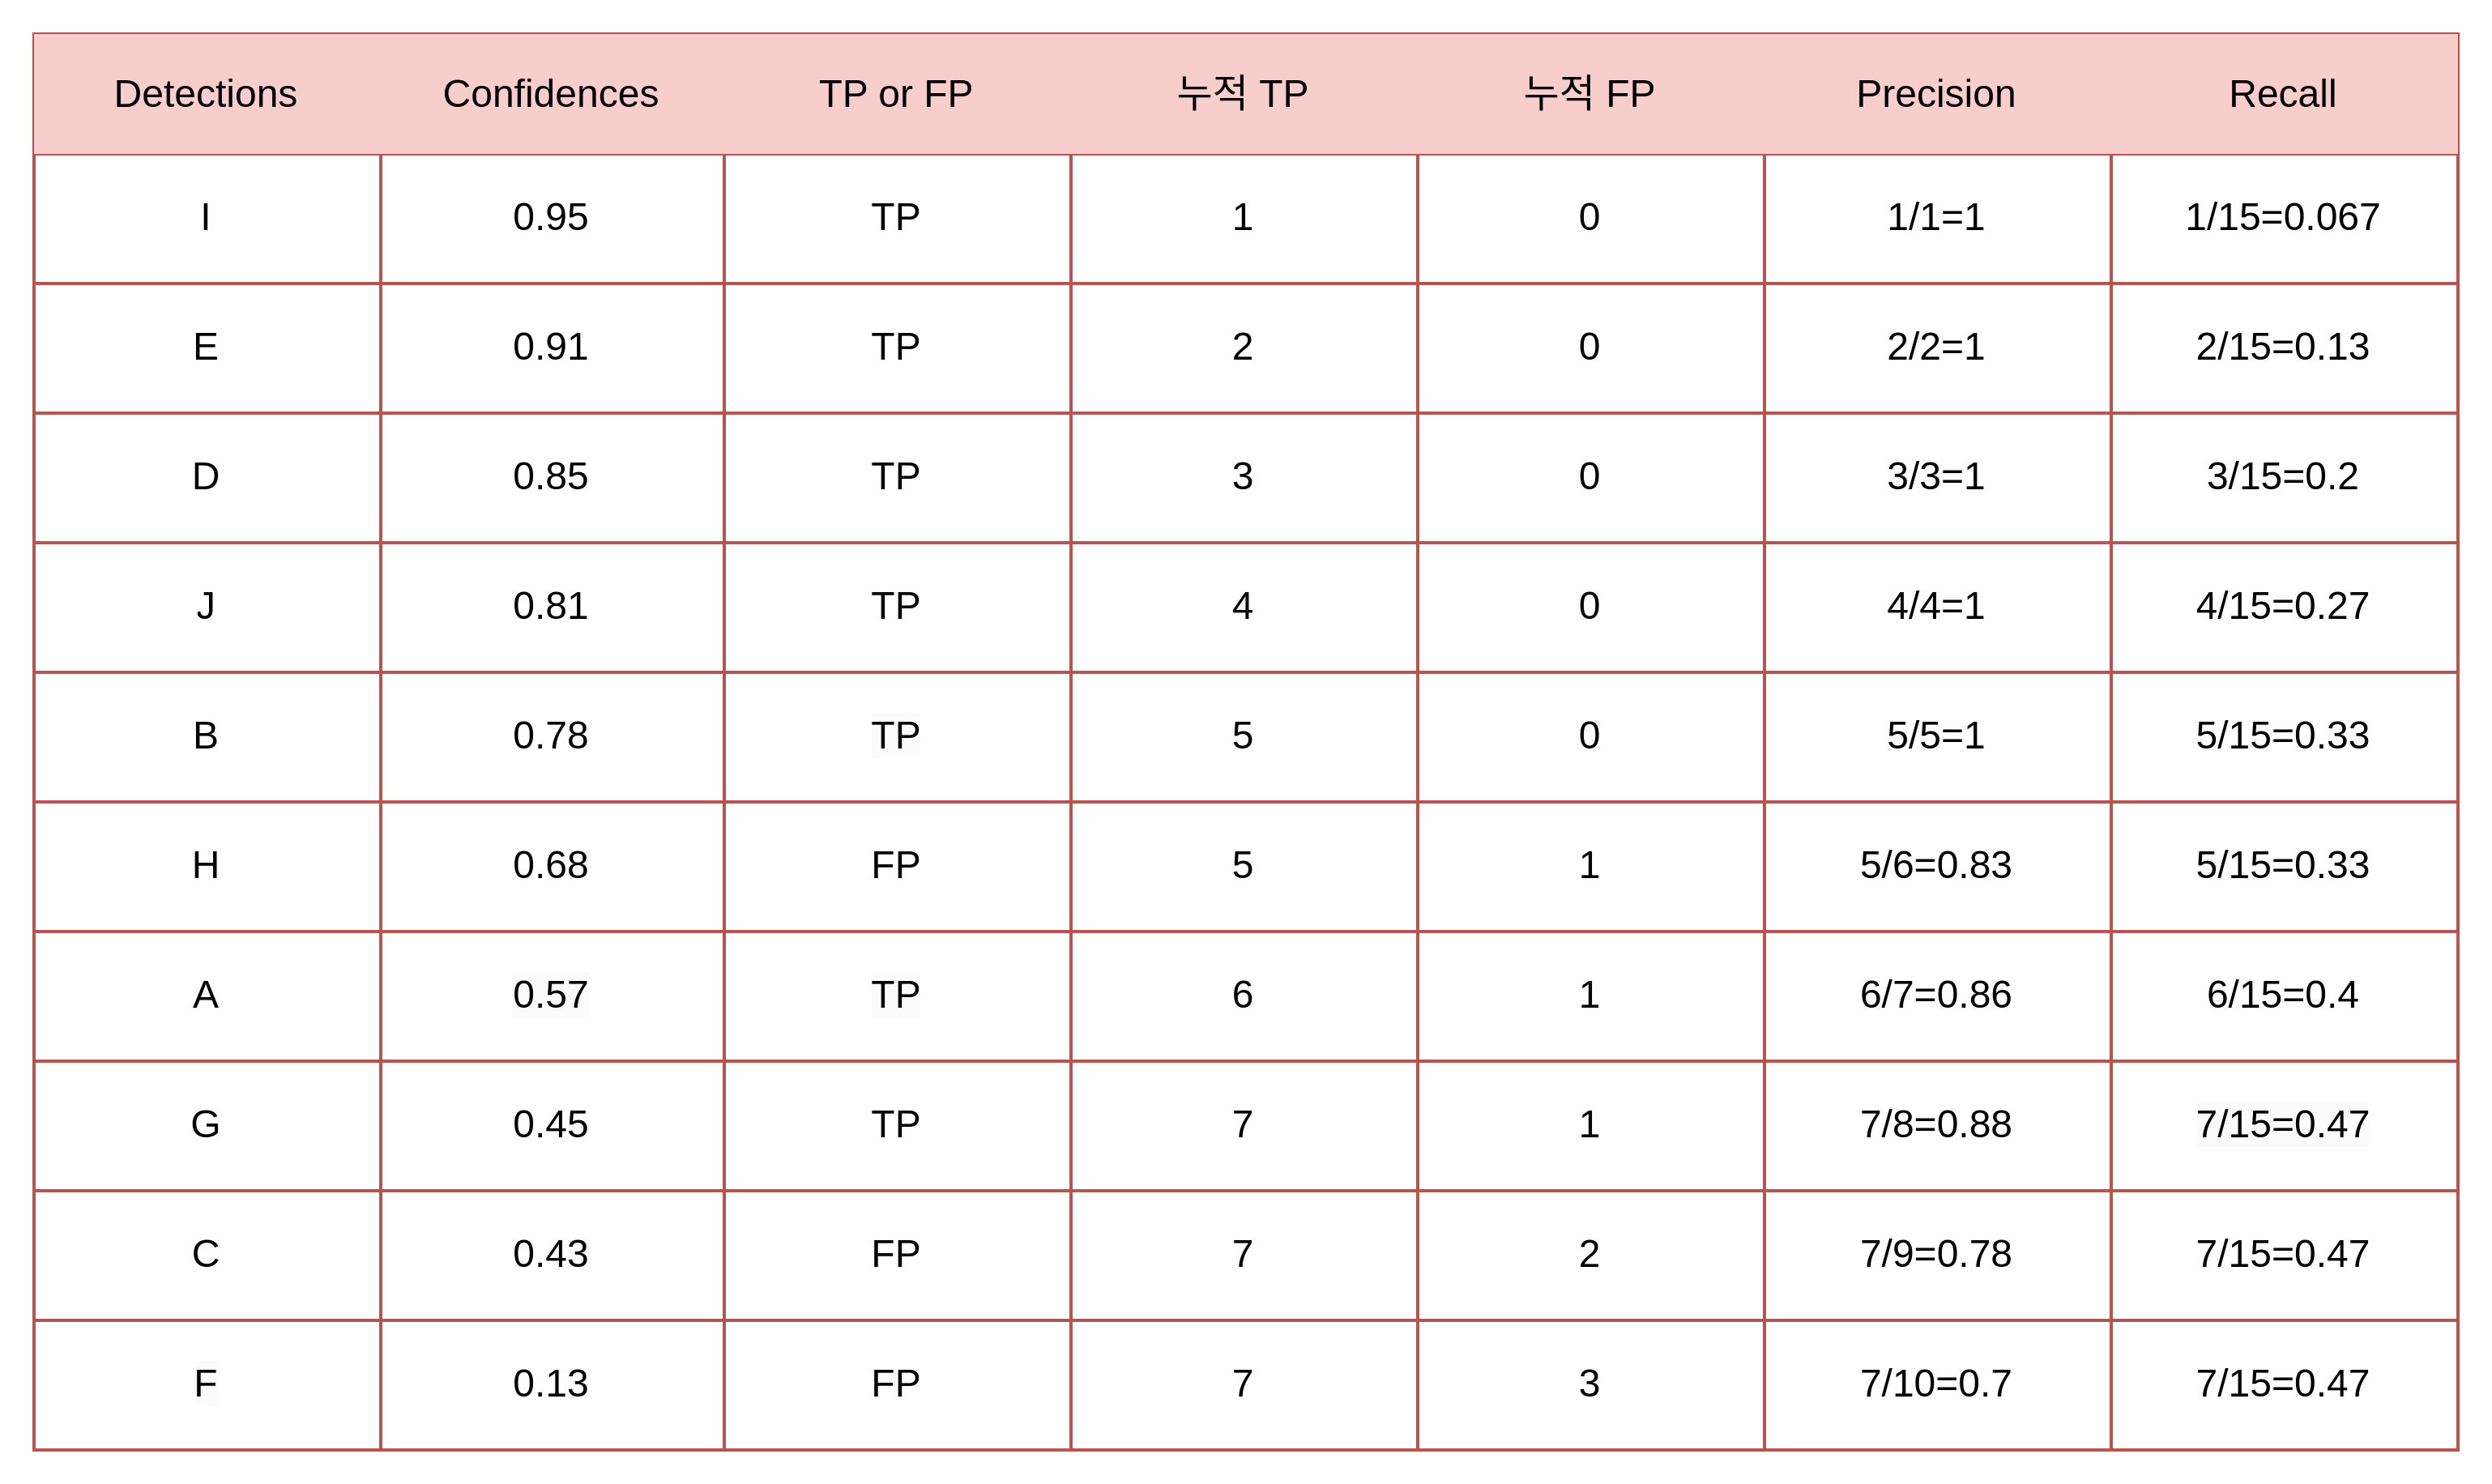 Detections Confidences TP or FP 누적 TP 누적 FP Precision Recall
I 0.95 TP 1 0 1/1=1 1/15=0.067
E 0.91 TP 2 0 2/2=1 2/15=0.13
D 0.85 TP 3 0 3/3=1 3/15=0.2
J 0.81 TP 4 0 4/4=1 4/15=0.27
B 0.78 TP 5 0 5/5=1 5/15=0.33
H 0.68 FP 5 1 5/6=0.83 5/15=0.33
A 0.57 TP 6 1 6/7=0.86 6/15=0.4
G 0.45 TP 7 1 7/8=0.88 7/15=0.47
C 0.43 FP 7 2 7/9=0.78 7/15=0.47
F 0.13 FP 7 3 7/10=0.7 7/15=0.47